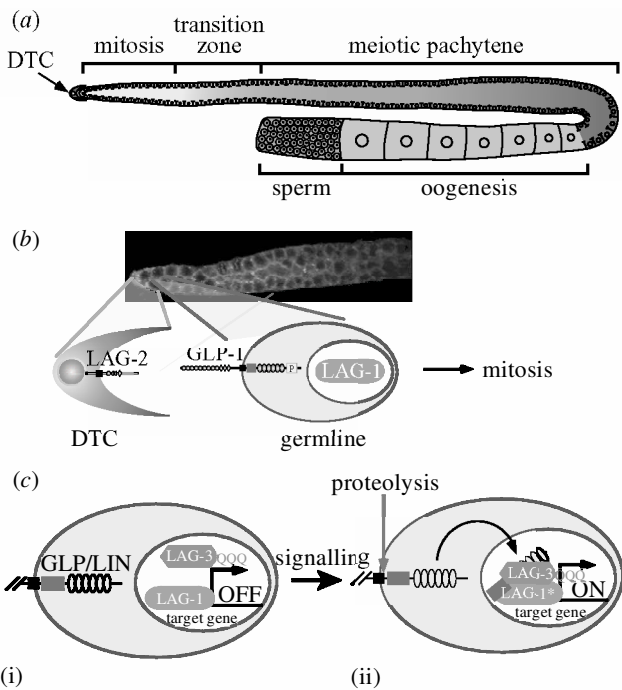 (a)
transition
mitosis zone meiotic pachytene
DTC
sperm oogenesis
(b)
LAG-2 GLP-1 P LAG-1 mitosis
DTC germline
(c)
proteolysis
LAG-3 QQQ
GLP/LIN signalling
LAG-3 QQQ
LAG-1 OFF LAG-1* ON
target gene target gene
(i) (ii)